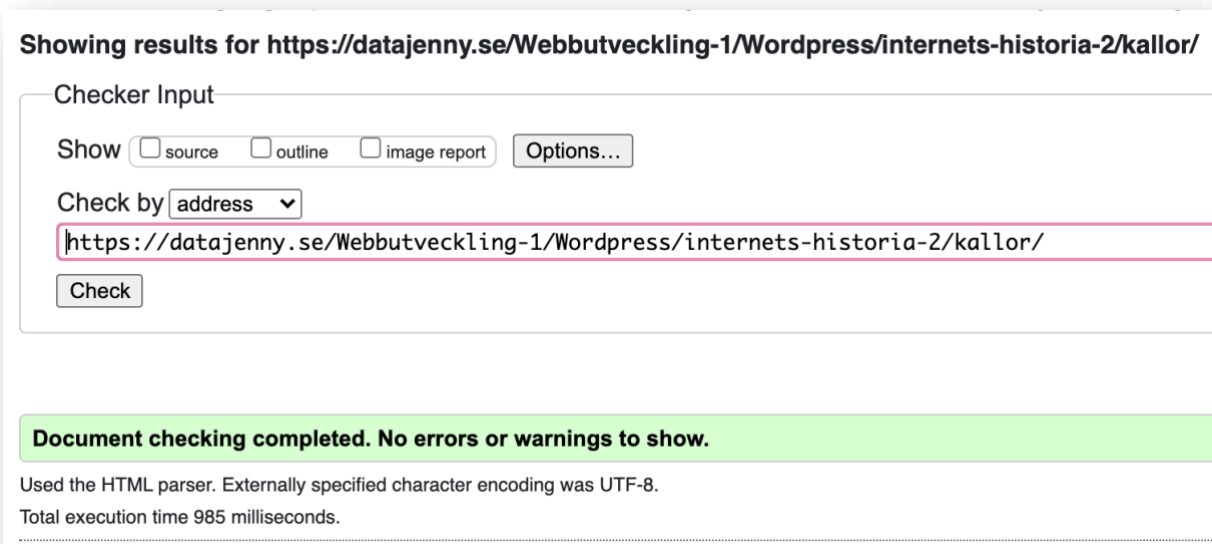 Showing results for https://datajenny.se/Webbutveckling-1/Wordpress/internets-historia-2/kallor/
Checker Input
Show source outline image report Options...
Check by address
https://datajenny.se/Webbutveckling-1/Wordpress/internets-historia-2/kallor/
Check
Document checking completed. No errors or warnings to show.
Used the HTML parser. Externally specified character encoding was UTF-8.
Total execution time 985 milliseconds.